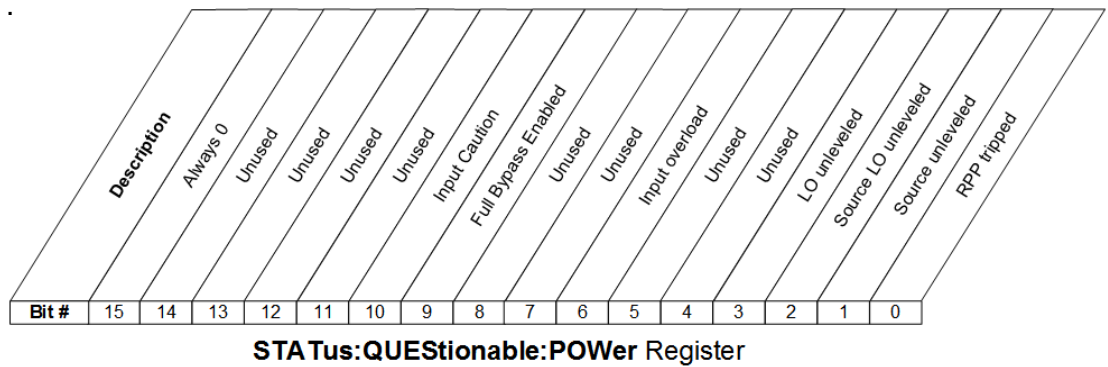 .
Description
Always 0
Unused
Unused
Unused
Unused
Input Caution
Full Bypass Enabled
Unused
Unused
Input overload
Unused
Unused
LO unleveled
Source LO unleveled
Source unleveled
RPP tripped
Bit # 15 14 13 12 11 10 9 8 7 6 5 4 3 2 1 0
STATus:QUEStionable:POWer Register